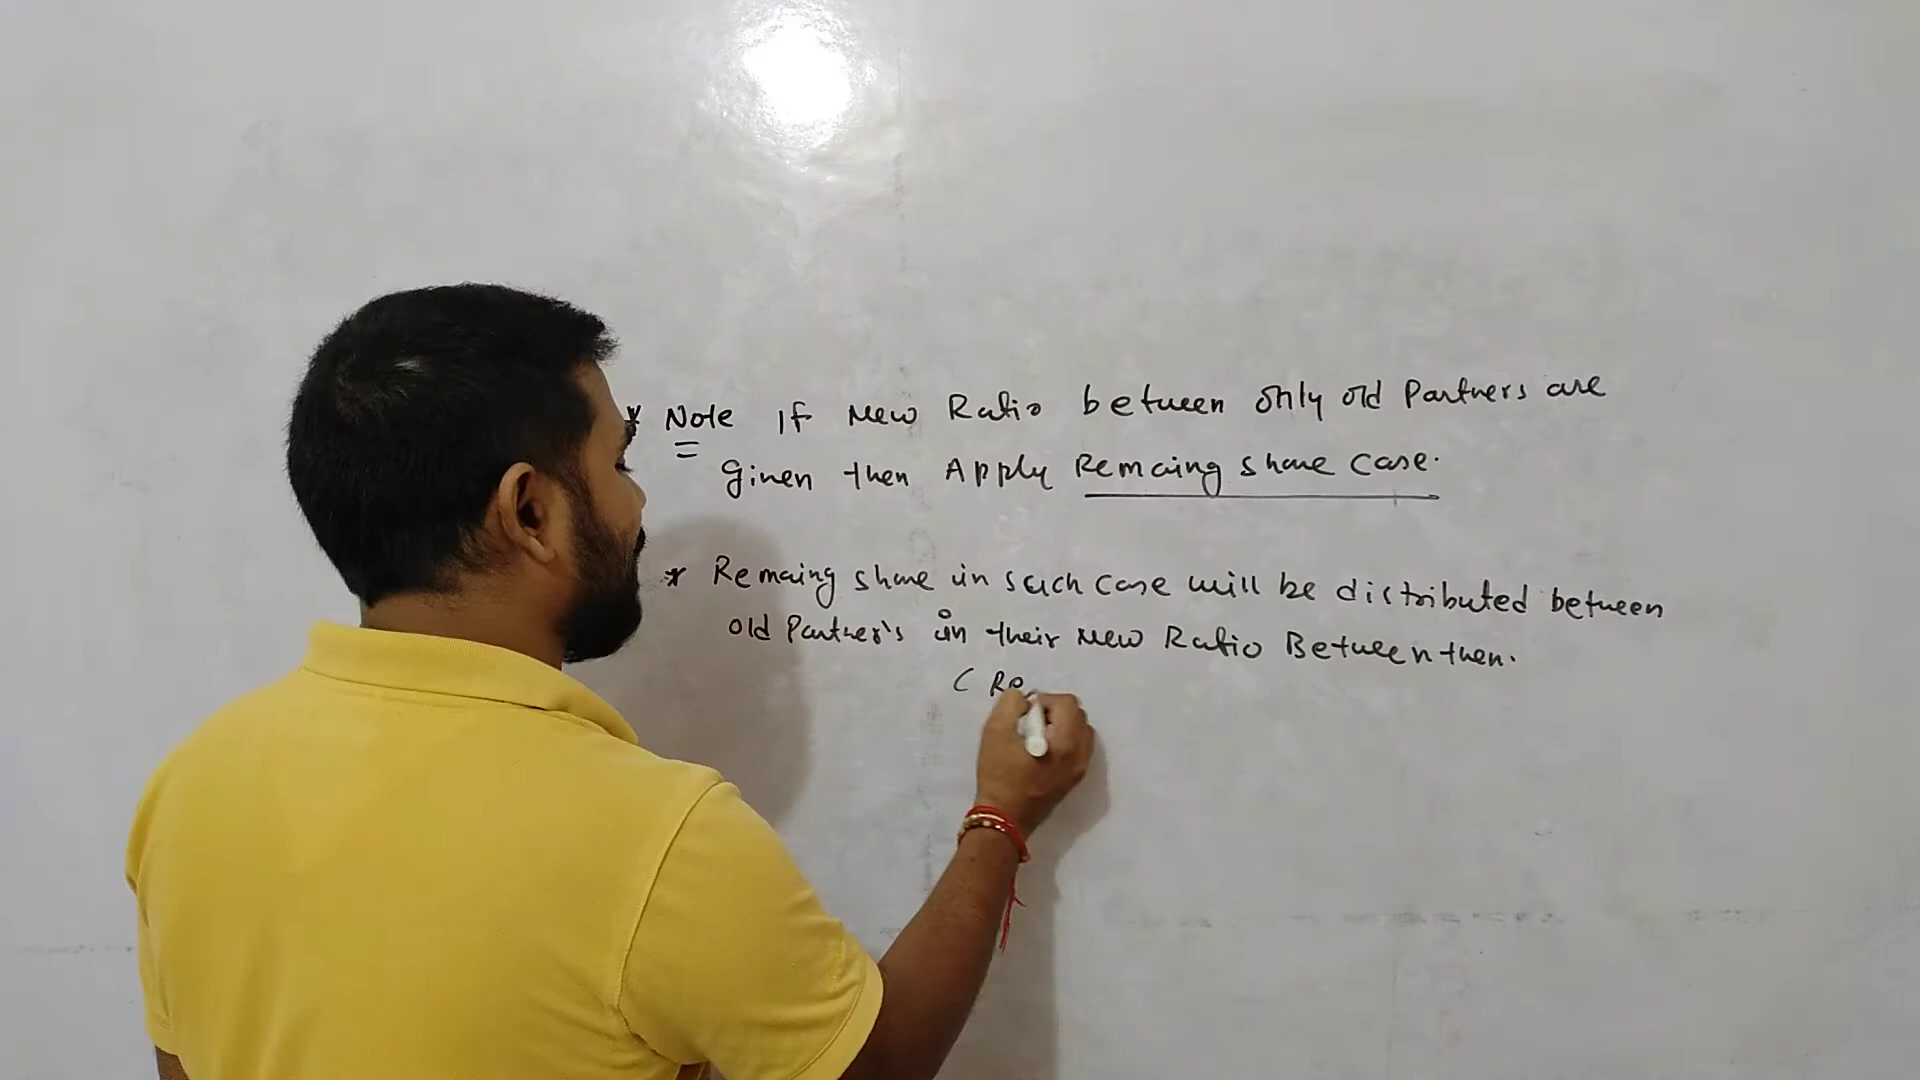 * Note If New Ratio between only old Partners are
Given then Apply Remaing share case.
* Remaing share in such case will be distributed between
old Partner's in their New Ratio Between then.
( Re